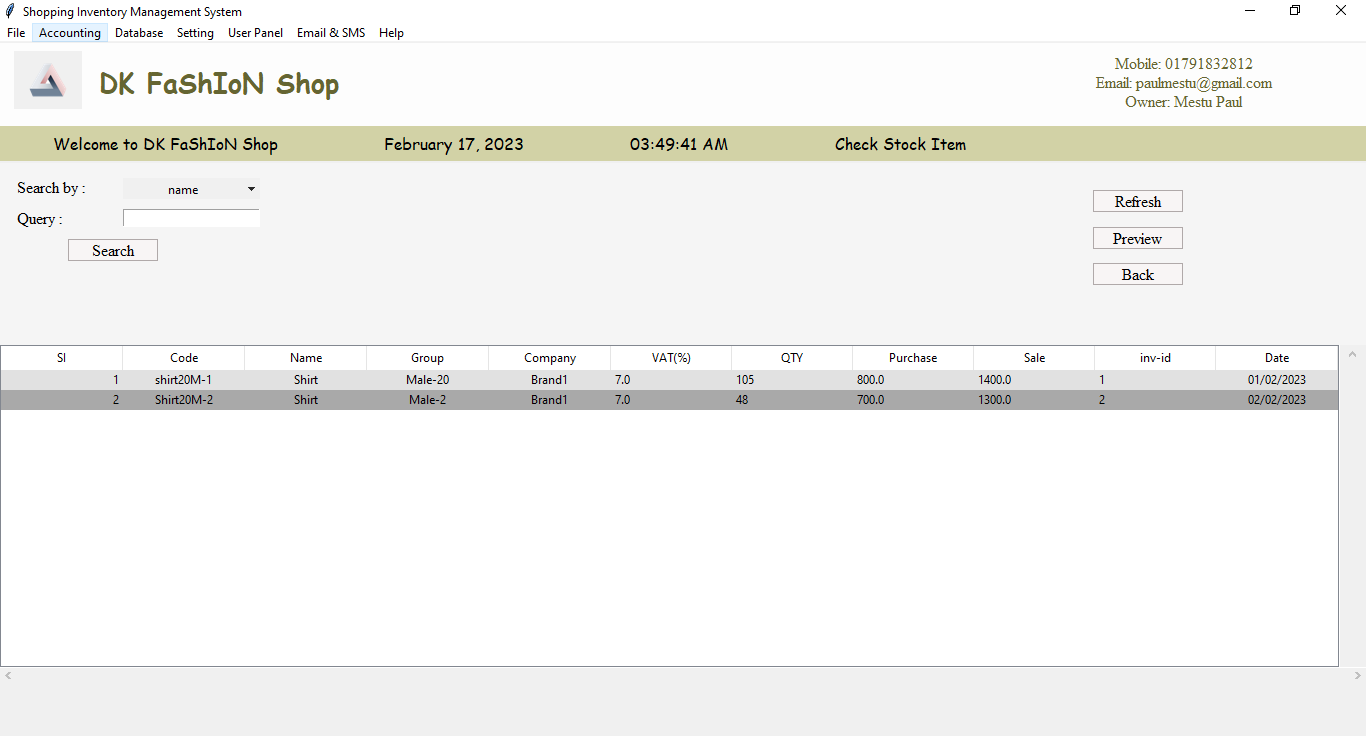 Shopping Inventory Management System
File Accounting Database Setting User Panel Email & SMS Help
DK FaShIoN Shop
Mobile: 01791832812
Email: paulmestu@gmail.com
Owner: Mestu Paul
Welcome to DK FaShIoN Shop February 17, 2023 03:49:41 AM Check Stock Item
Search by : name
Query :
Search
Refresh
Preview
Back
Sl Code Name Group Company VAT(%) QTY Purchase Sale inv-id Date
1 shirt20M-1 Shirt Male-20 Brand1 7.0 105 800.0 1400.0 1 01/02/2023
2 Shirt20M-2 Shirt Male-2 Brand1 7.0 48 700.0 1300.0 2 02/02/2023